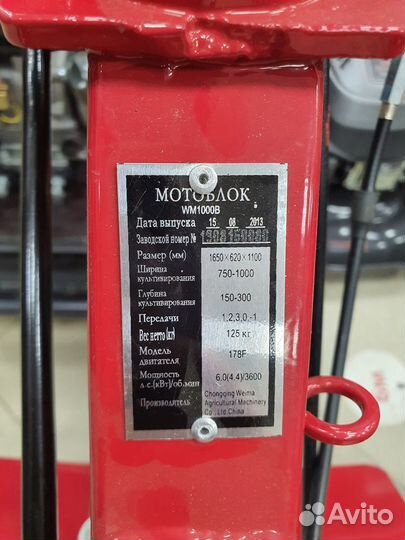 МОТОБЛОК
WM1000B
Дата выпуска 15 08 2013
Заводской номер №
Размер (мм) 1650×620×1100
Ширина культивирования 750-1000
Глубина культивирования 150-300
Передачи 1,2,3,0,-1
Вес нетто (кг) 125 кг
Модель двигателя 178F
Мощность л.с.(кВт)/об.мин 6.0(4.4)/3600
Производитель Chongqing Weima
Agricultural Machinery
Co., Ltd.China
Avito